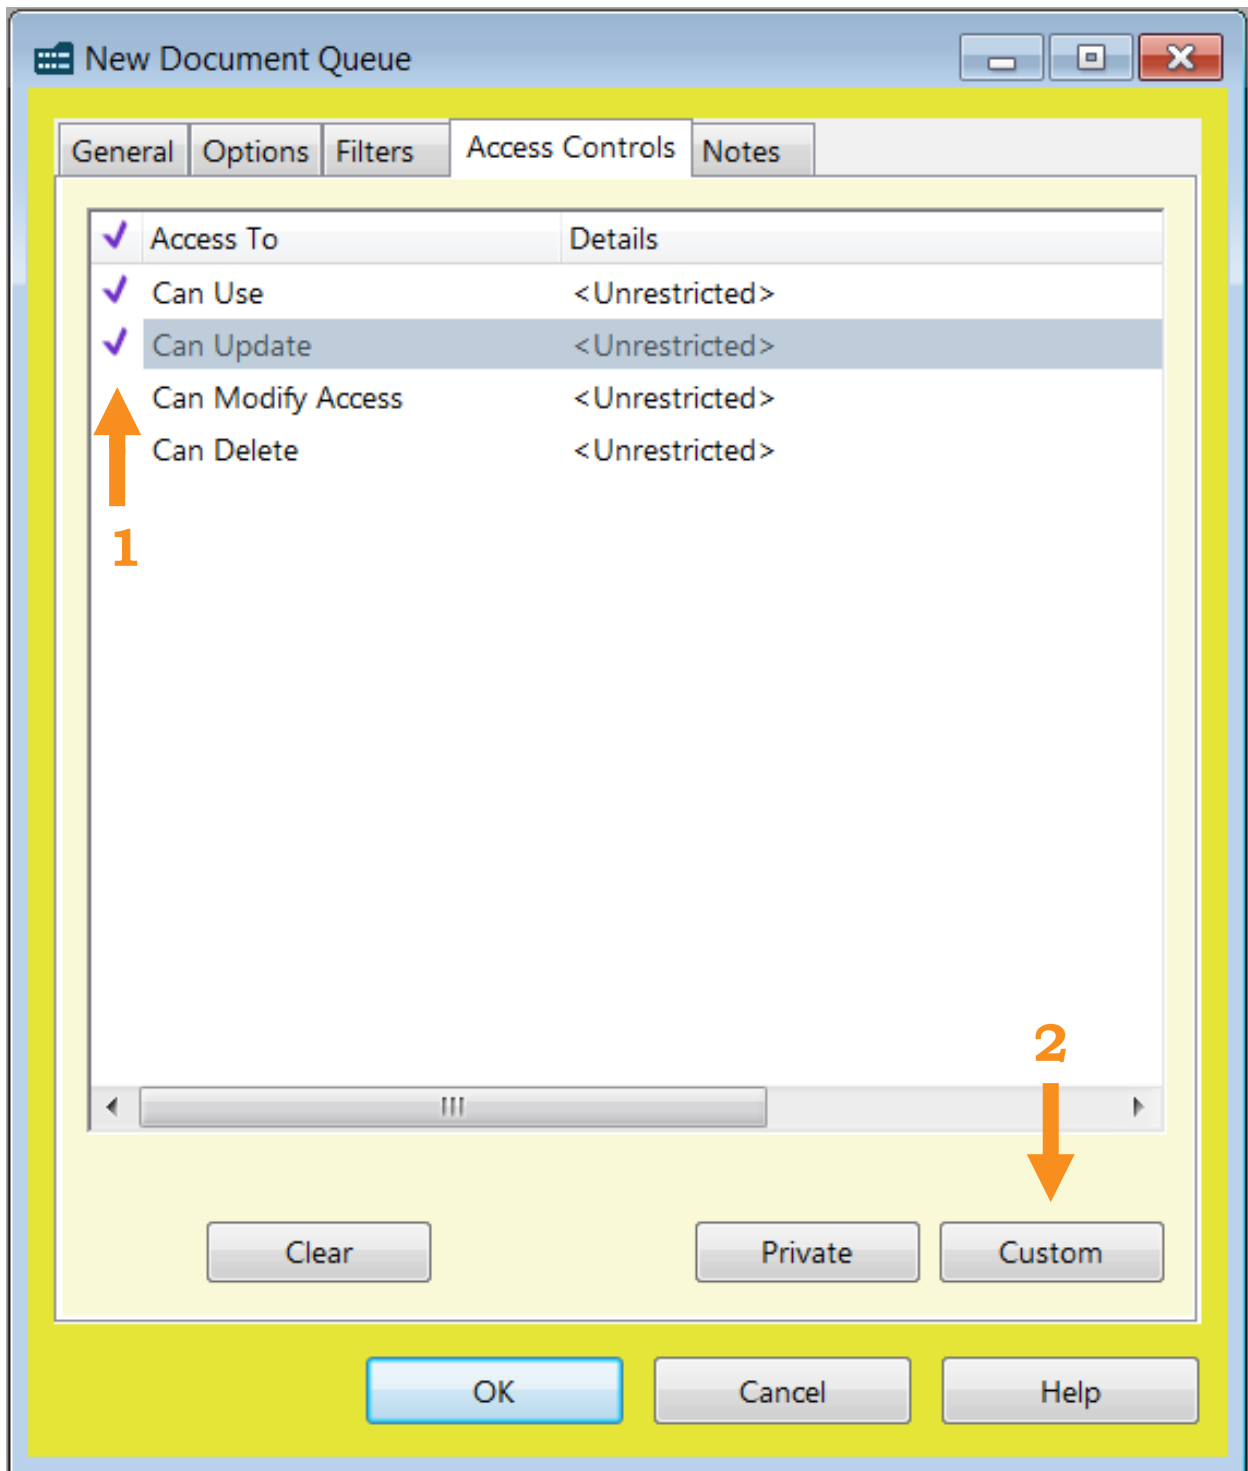 New Document Queue
General Options Filters Access Controls Notes
Access To Details
Can Use <Unrestricted>
Can Update <Unrestricted>
Can Modify Access <Unrestricted>
Can Delete <Unrestricted>
1
2
Clear Private Custom
OK Cancel Help